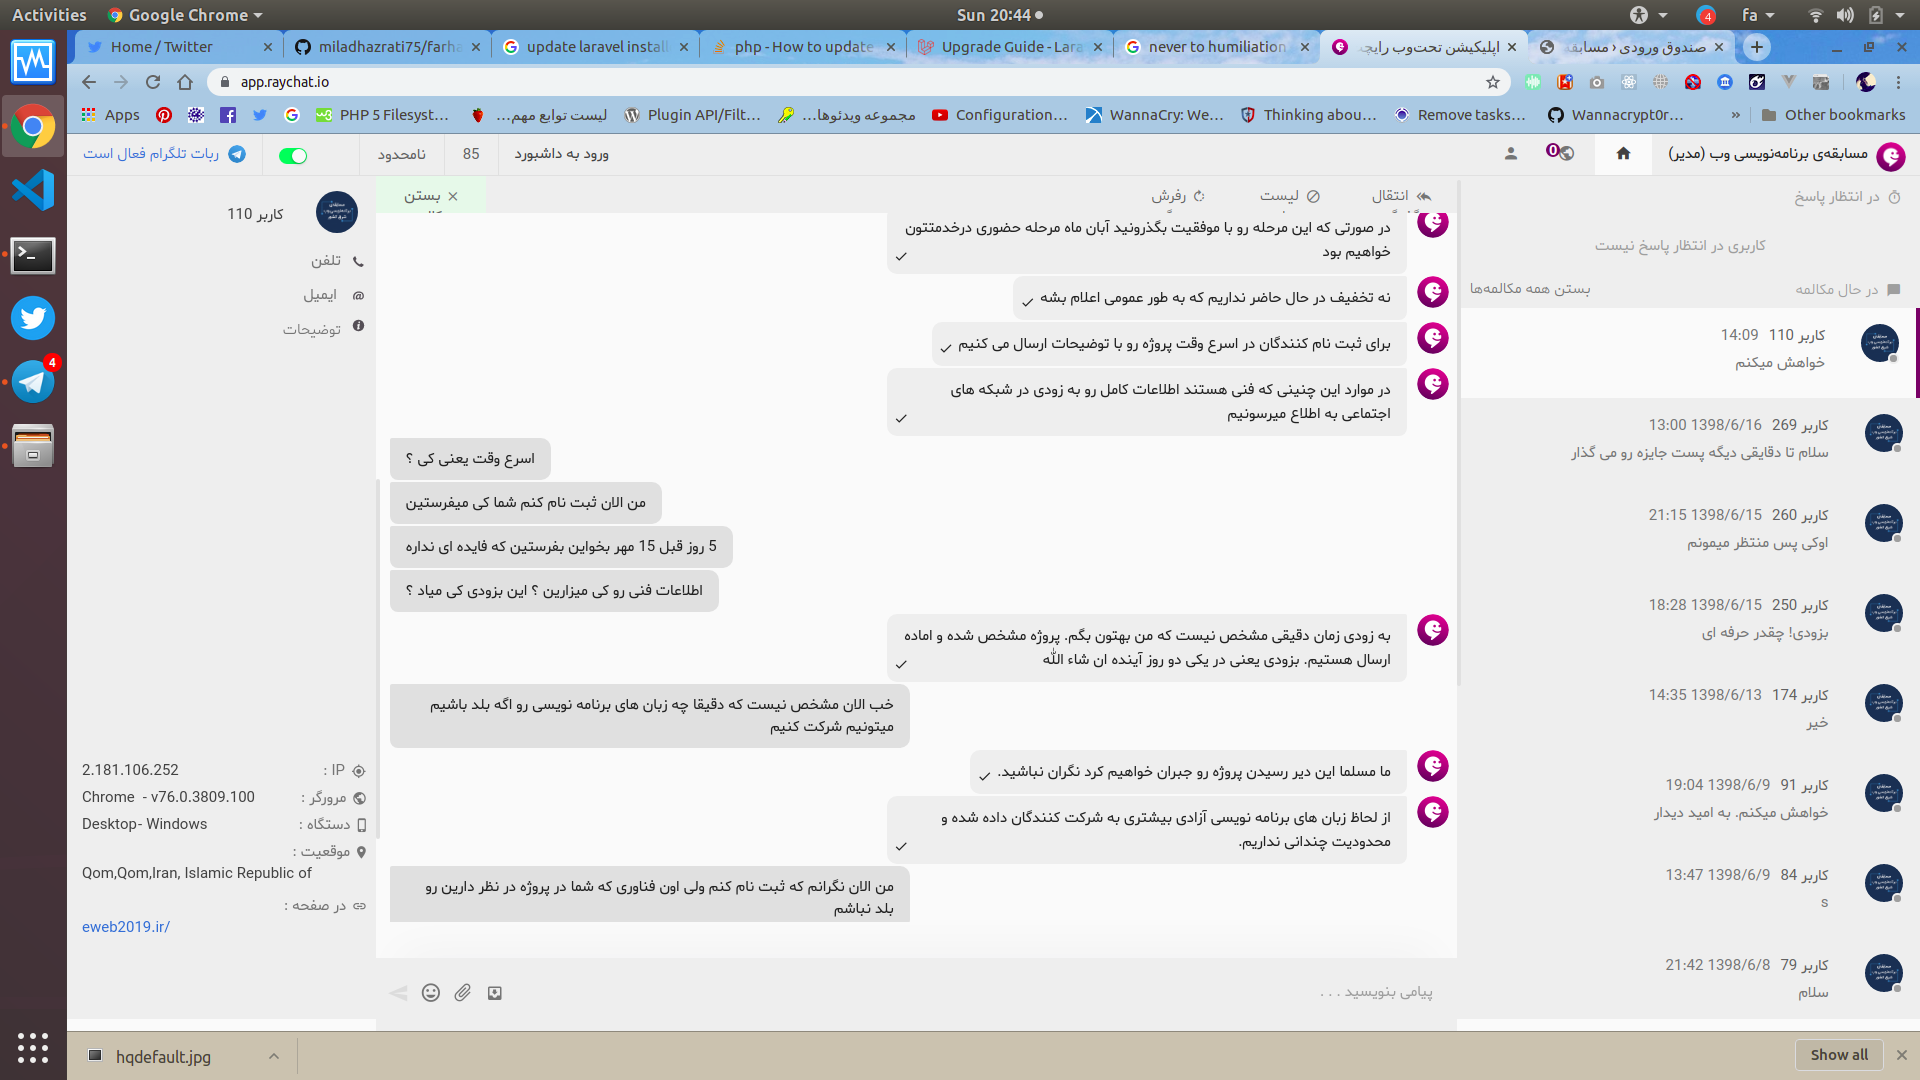 Activities
Google Chrome
Sun 20:44
4
fa
Home / Twitter
miladhazrati75/farha
update laravel install
php - How to update
Upgrade Guide - Lara
never to humiliation
اپلیکیشن تحت‌وب رایچ
صندوق ورودی ‹ مسابقه
app.raychat.io
Apps
PHP 5 Filesyst…
لیست توابع مهم…
Plugin API/Filt…
مجموعه ویدئوها…
Configuration…
WannaCry: We…
Thinking abou…
Remove tasks…
Wannacrypt0r…
»
Other bookmarks
مسابقه‌ی برنامه‌نویسی وب (مدیر)
0
ورود به داشبورد
85
نامحدود
ربات تلگرام فعال است
در انتظار پاسخ
کاربری در انتظار پاسخ نیست
در حال مکالمه
بستن همه مکالمه‌ها
کاربر 110 14:09
خواهش میکنم
کاربر 269 1398/6/16 13:00
سلام تا دقایقی دیگه پست جایزه رو می گذار
کاربر 260 1398/6/15 21:15
اوکی پس منتظر میمونم
کاربر 250 1398/6/15 18:28
بزودی! چقدر حرفه ای
کاربر 174 1398/6/13 14:35
خیر
کاربر 91 1398/6/9 19:04
خواهش میکنم. به امید دیدار
کاربر 84 1398/6/9 13:47
s
کاربر 79 1398/6/8 21:42
سلام
انتقال
لیست
رفرش
بستن
در صورتی که این مرحله رو با موفقیت بگذرونید آبان ماه مرحله حضوری درخدمتتون
خواهیم بود
نه تخفیف در حال حاضر نداریم که به طور عمومی اعلام بشه
برای ثبت نام کنندگان در اسرع وقت پروژه رو با توضیحات ارسال می کنیم
در موارد این چنینی که فنی هستند اطلاعات کامل رو به زودی در شبکه های
اجتماعی به اطلاع میرسونیم
اسرع وقت یعنی کی ؟
من الان ثبت نام کنم شما کی میفرستین
5 روز قبل 15 مهر بخواین بفرستین که فایده ای نداره
اطلاعات فنی رو کی میزارین ؟ این بزودی کی میاد ؟
به زودی زمان دقیقی مشخص نیست که من بهتون بگم. پروژه مشخص شده و اماده
ارسال هستیم. بزودی یعنی در یکی دو روز آینده ان شاء الله
خب الان مشخص نیست که دقیقا چه زبان های برنامه نویسی رو اگه بلد باشیم
میتونیم شرکت کنیم
ما مسلما این دیر رسیدن پروژه رو جبران خواهیم کرد نگران نباشید.
از لحاظ زبان های برنامه نویسی آزادی بیشتری به شرکت کنندگان داده شده و
محدودیت چندانی نداریم.
من الان نگرانم که ثبت نام کنم ولی اون فناوری که شما در پروژه در نظر دارین رو
بلد نباشم
پیامی بنویسید . . .
کاربر 110
تلفن
ایمیل
توضیحات
IP :
2.181.106.252
مرورگر :
Chrome - v76.0.3809.100
دستگاه :
Desktop- Windows
موقعیت :
Qom,Qom,Iran, Islamic Republic of
در صفحه :
eweb2019.ir/
4
hqdefault.jpg
Show all